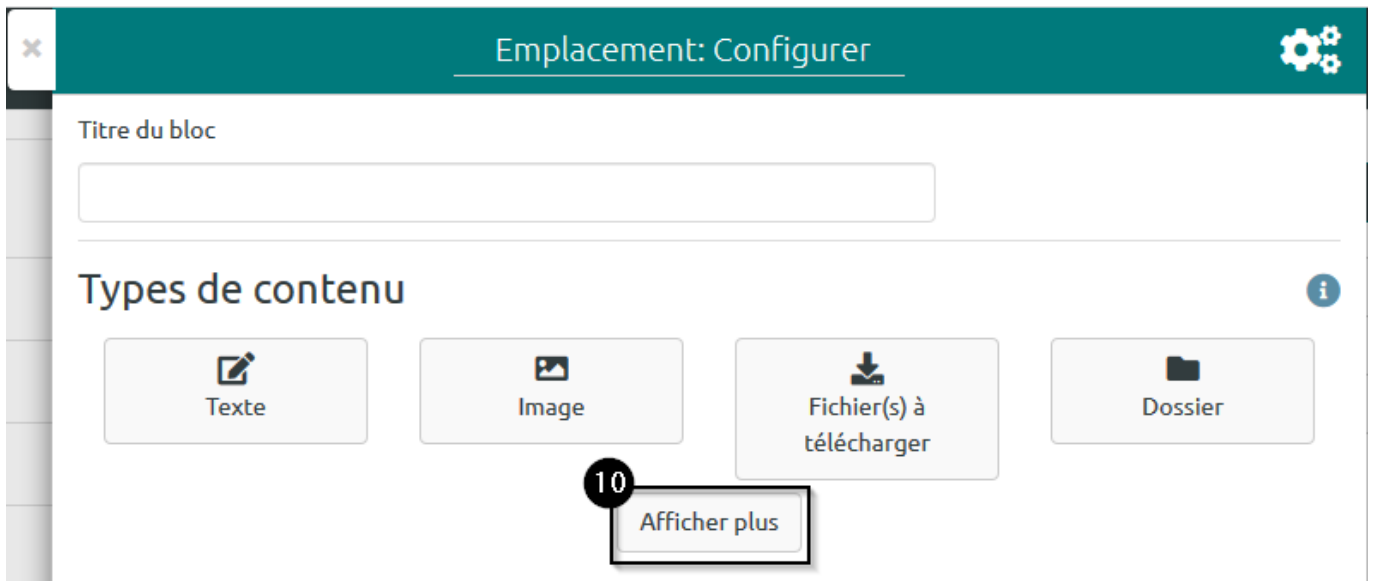 Emplacement: Configurer
Titre du bloc
Types de contenu
Texte
Image
Fichier(s) à
télécharger
Dossier
10
Afficher plus